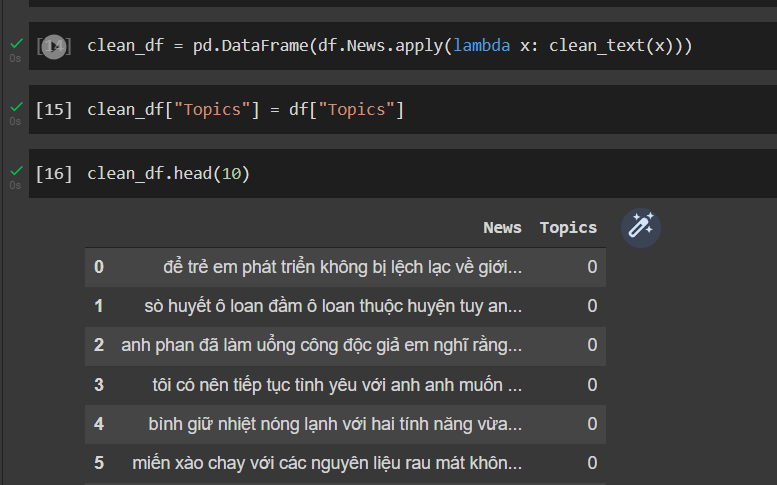 [14] clean_df = pd.DataFrame(df.News.apply(lambda x: clean_text(x)))
0s
[15] clean_df["Topics"] = df["Topics"]
0s
[16] clean_df.head(10)
0s
News Topics
0 để trẻ em phát triển không bị lệch lạc về giới... 0
1 sò huyết ô loan đầm ô loan thuộc huyện tuy an... 0
2 anh phan đã làm uổng công độc giả em nghĩ rằng... 0
3 tôi có nên tiếp tục tình yêu với anh anh muốn ... 0
4 bình giữ nhiệt nóng lạnh với hai tính năng vừa... 0
5 miến xào chay với các nguyên liệu rau mát khôn... 0